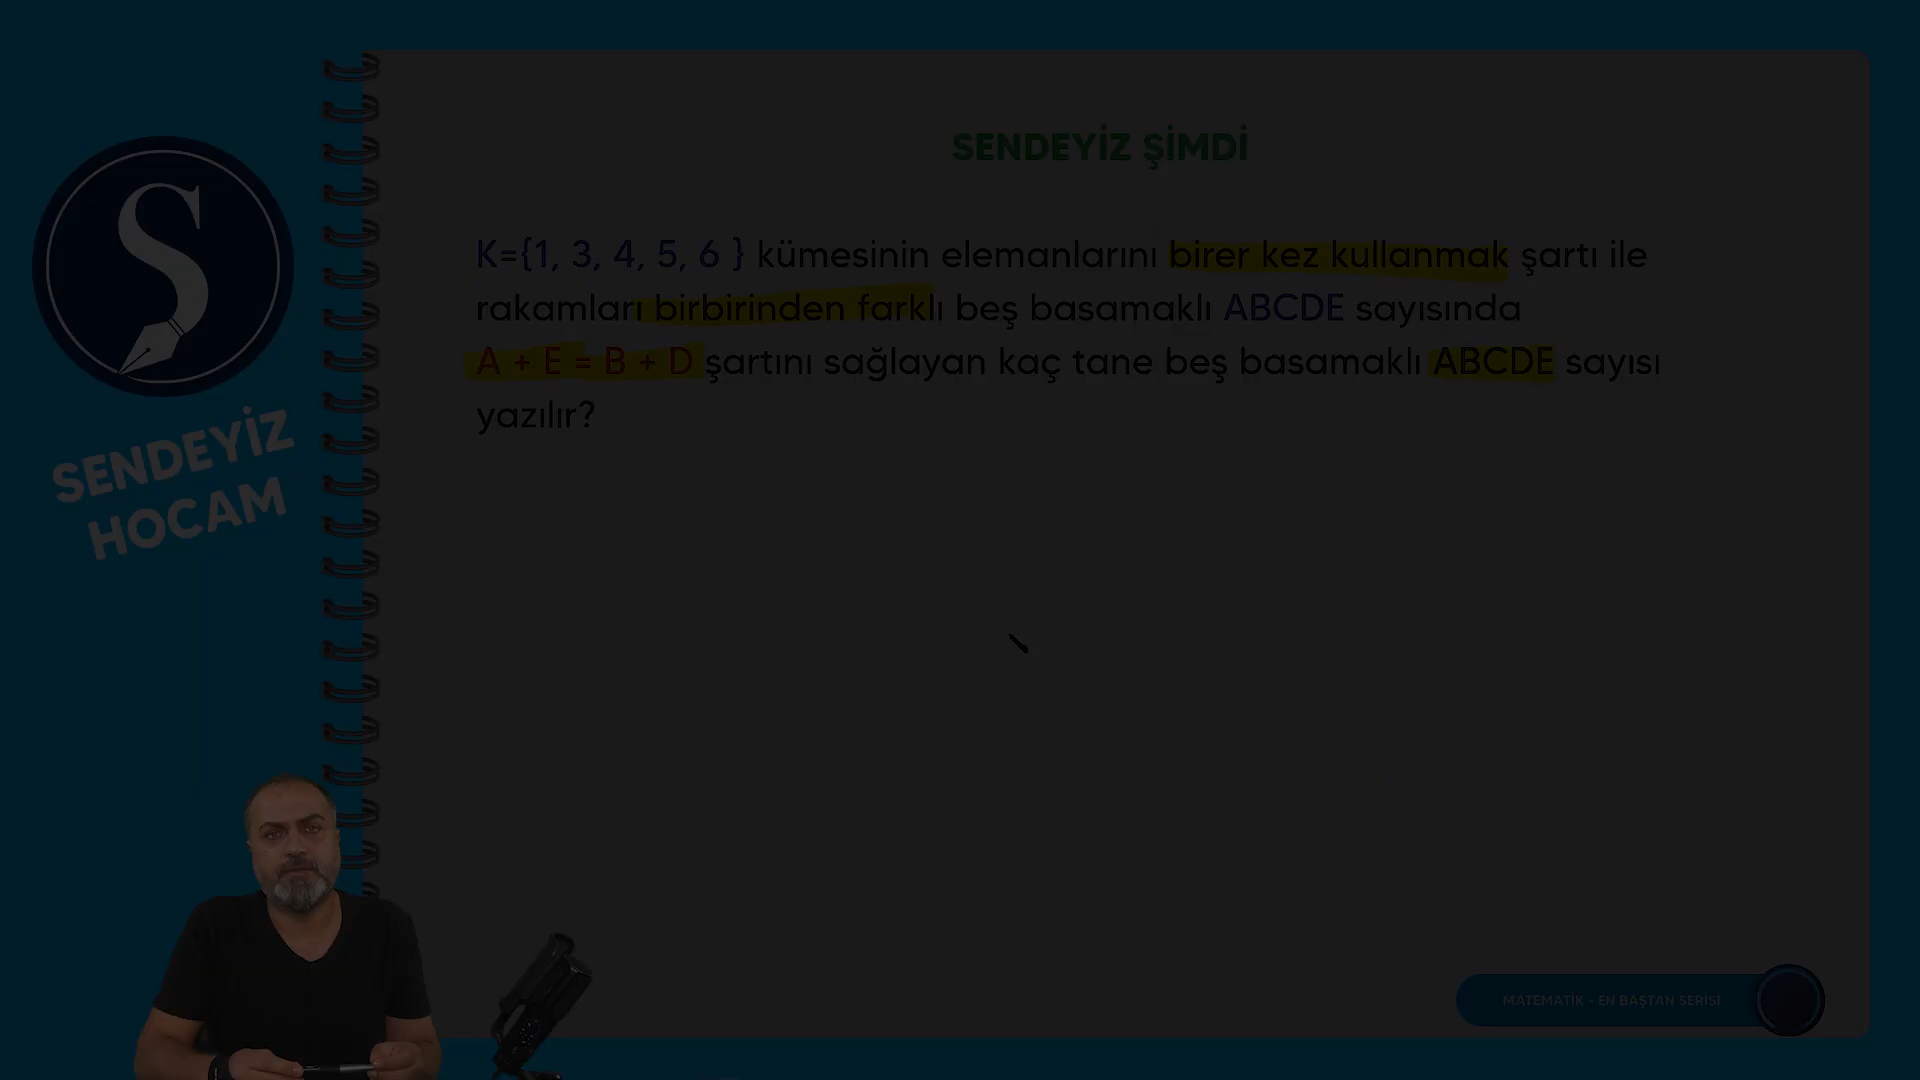 SENDEYİZ ŞİMDİ
K={1, 3, 4, 5, 6 } kümesinin elemanlarını birer kez kullanmak şartı ile
rakamları birbirinden farklı beş basamaklı ABCDE sayısında
A + E = B + D şartını sağlayan kaç tane beş basamaklı ABCDE sayısı
yazılır?
S
SENDEYİZ
HOCAM
MATEMATİK - EN BAŞTAN SERİSİ